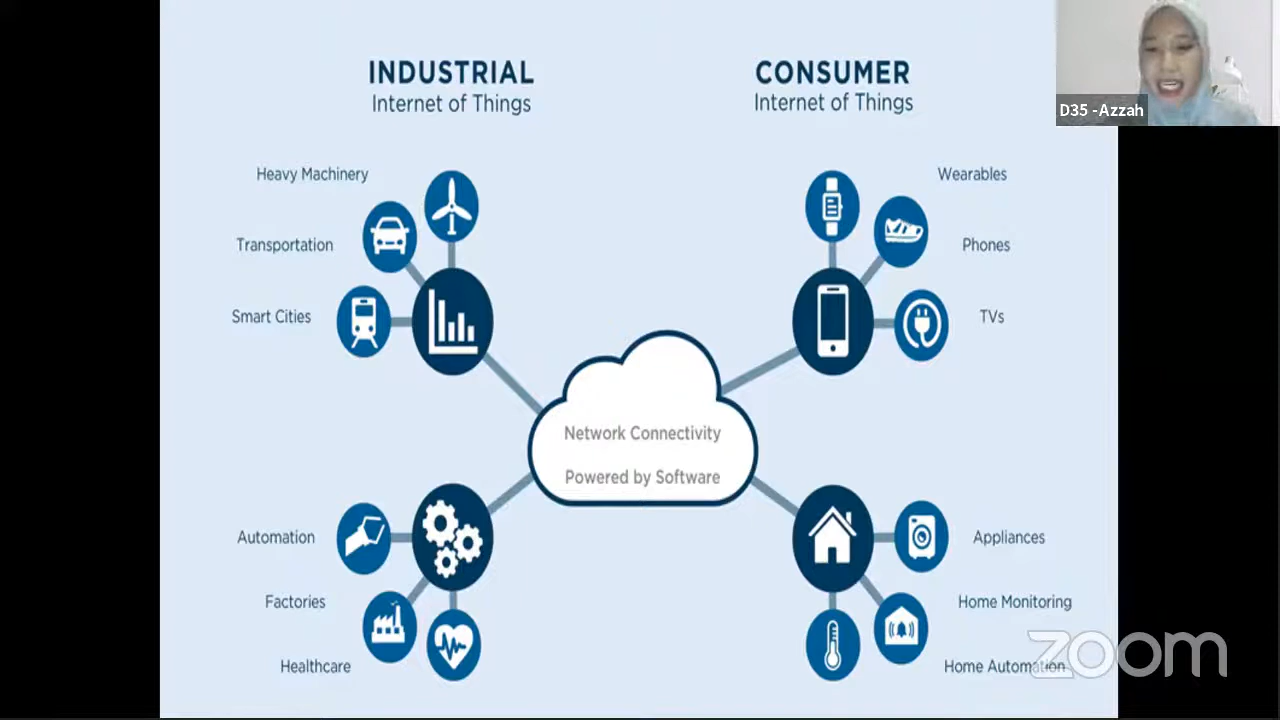 INDUSTRIAL
Internet of Things
CONSUMER
Internet of Things
D35 -Azzah
Heavy Machinery
Transportation
Smart Cities
Wearables
Phones
TVs
Network Connectivity
Powered by Software
Automation
Factories
Healthcare
Appliances
Home Monitoring
Home Automation
zoom